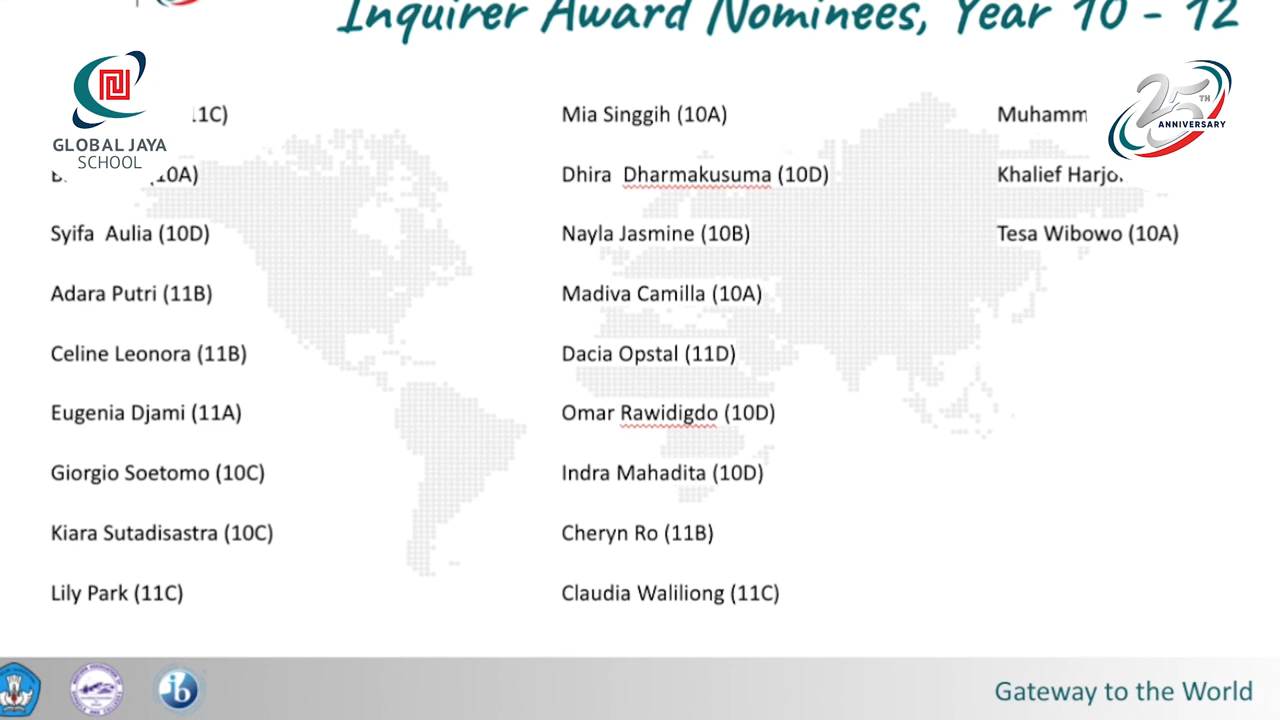 Inquirer Award Nominees, Year 10 - 12
GLOBAL JAYA
SCHOOL
25TH
ANNIVERSARY
11C)
(10A)
Syifa Aulia (10D)
Adara Putri (11B)
Celine Leonora (11B)
Eugenia Djami (11A)
Giorgio Soetomo (10C)
Kiara Sutadisastra (10C)
Lily Park (11C)
Mia Singgih (10A)
Dhira Dharmakusuma (10D)
Nayla Jasmine (10B)
Madiva Camilla (10A)
Dacia Opstal (11D)
Omar Rawidigdo (10D)
Indra Mahadita (10D)
Cheryn Ro (11B)
Claudia Waliliong (11C)
Muhamm
Khalief Harjo
Tesa Wibowo (10A)
ib
Gateway to the World